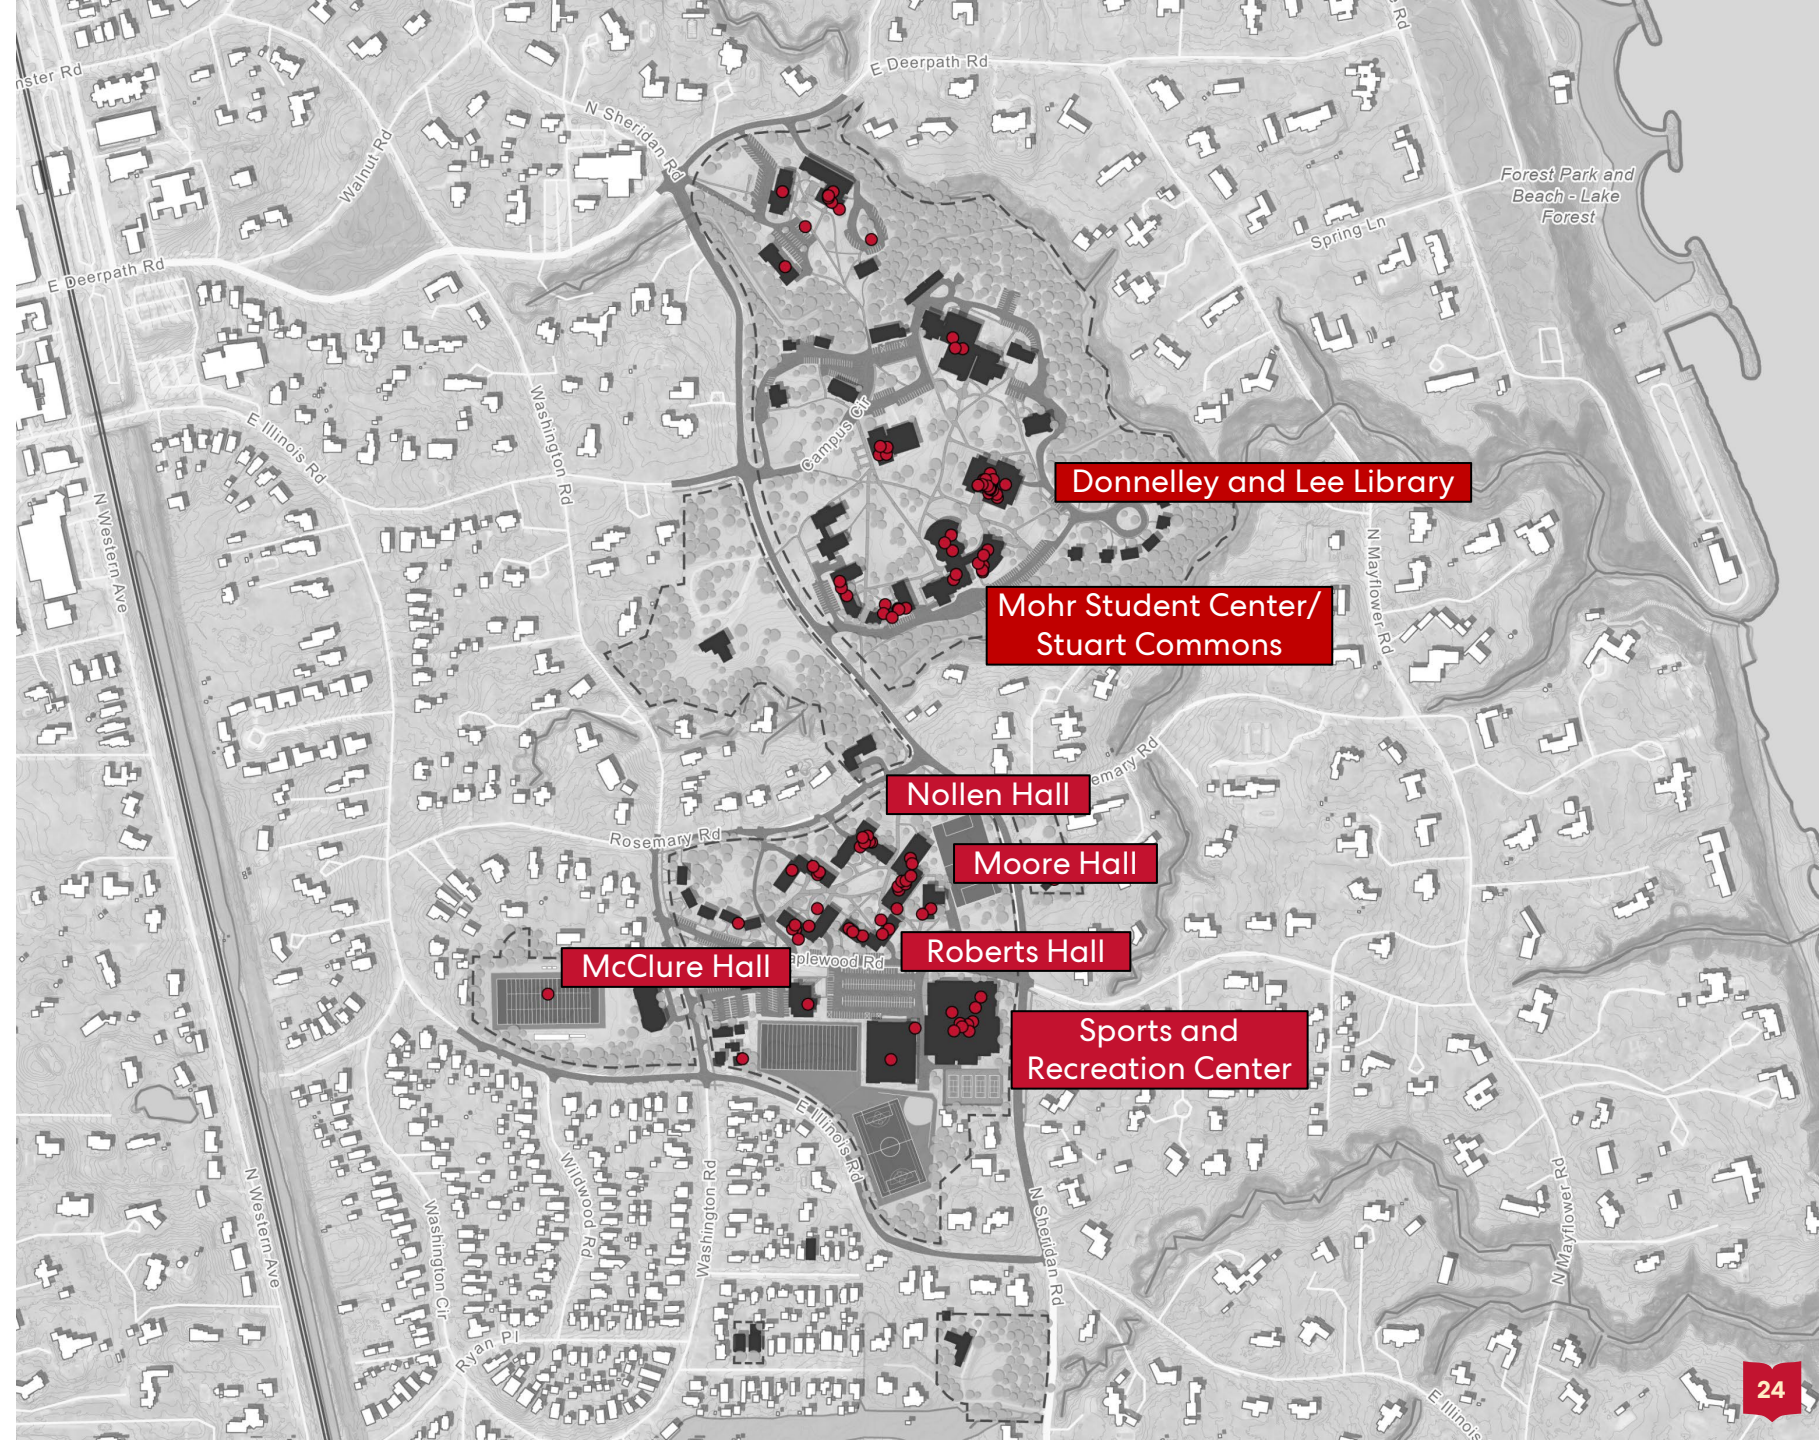 E Deerpath Rd
N Sheridan Rd
Walnut Rd
Forest Park and
Beach - Lake
Forest
Spring Ln
E Deerpath Rd
Washington Rd
E Illinois Rd
Campus Cir
Donnelley and Lee Library
N Western Ave
N Mayflower Rd
Mohr Student Center/
Stuart Commons
Nollen Hall
Rosemary Rd
Moore Hall
Roberts Hall
McClure Hall
Sports and
Recreation Center
E Illinois Rd
Wildwood Rd
Washington Rd
N Western Ave
Washington Cir
N Sheridan Rd
N Mayflower Rd
Ryan Pl
E Illinois
24